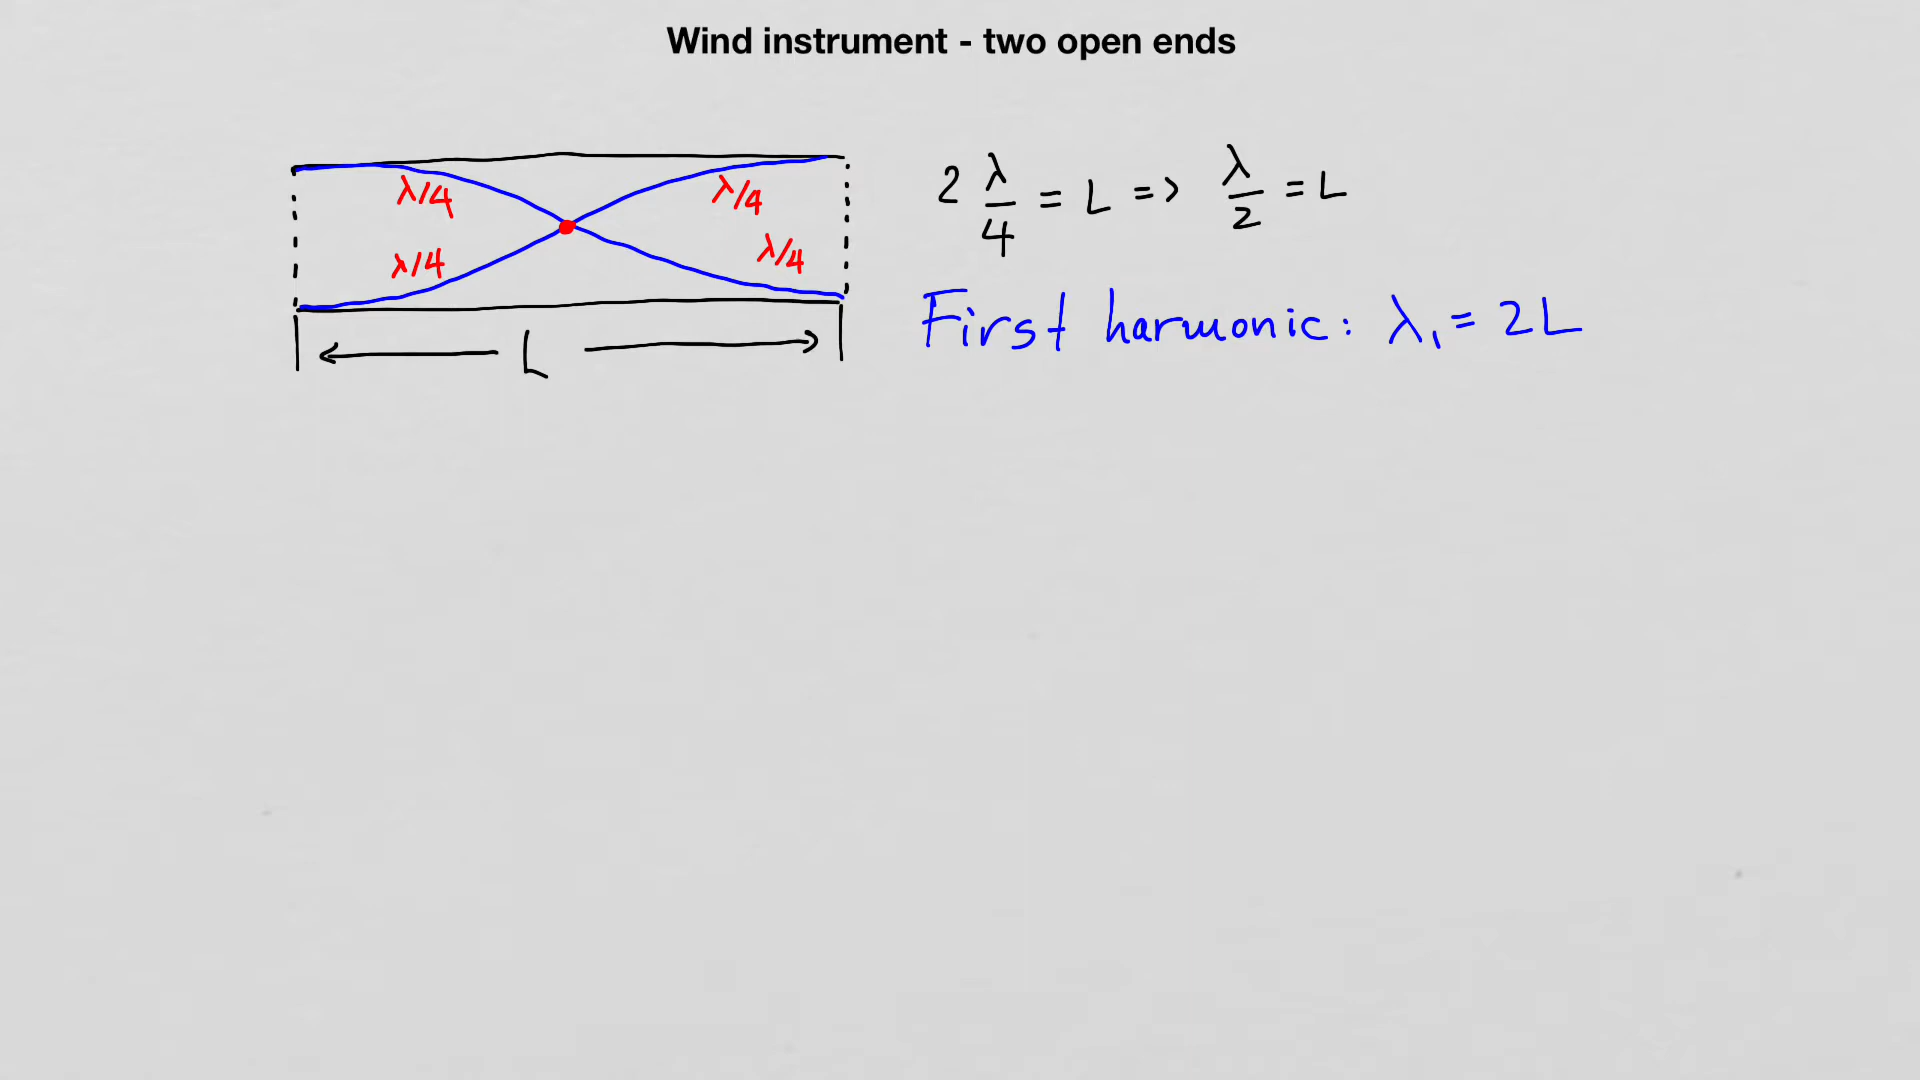 Wind instrument - two open ends
λ/4 λ/4
λ/4 λ/4
L
2 λ/4 = L => λ/2 = L
First harmonic: λ₁ = 2L